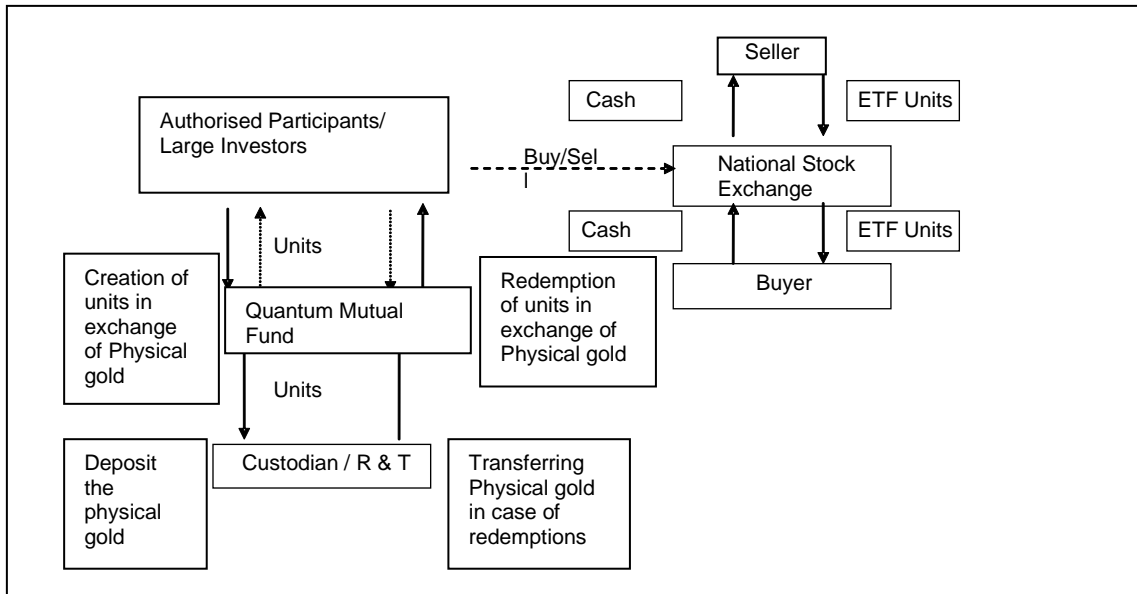 Seller
Cash
ETF Units
Authorised Participants/
Large Investors
Buy/Sel
l
National Stock
Exchange
Cash
ETF Units
Units
Creation of
units in
exchange
of Physical
gold
Quantum Mutual
Fund
Redemption
of units in
exchange of
Physical gold
Buyer
Units
Deposit
the
physical
gold
Custodian / R & T
Transferring
Physical gold
in case of
redemptions